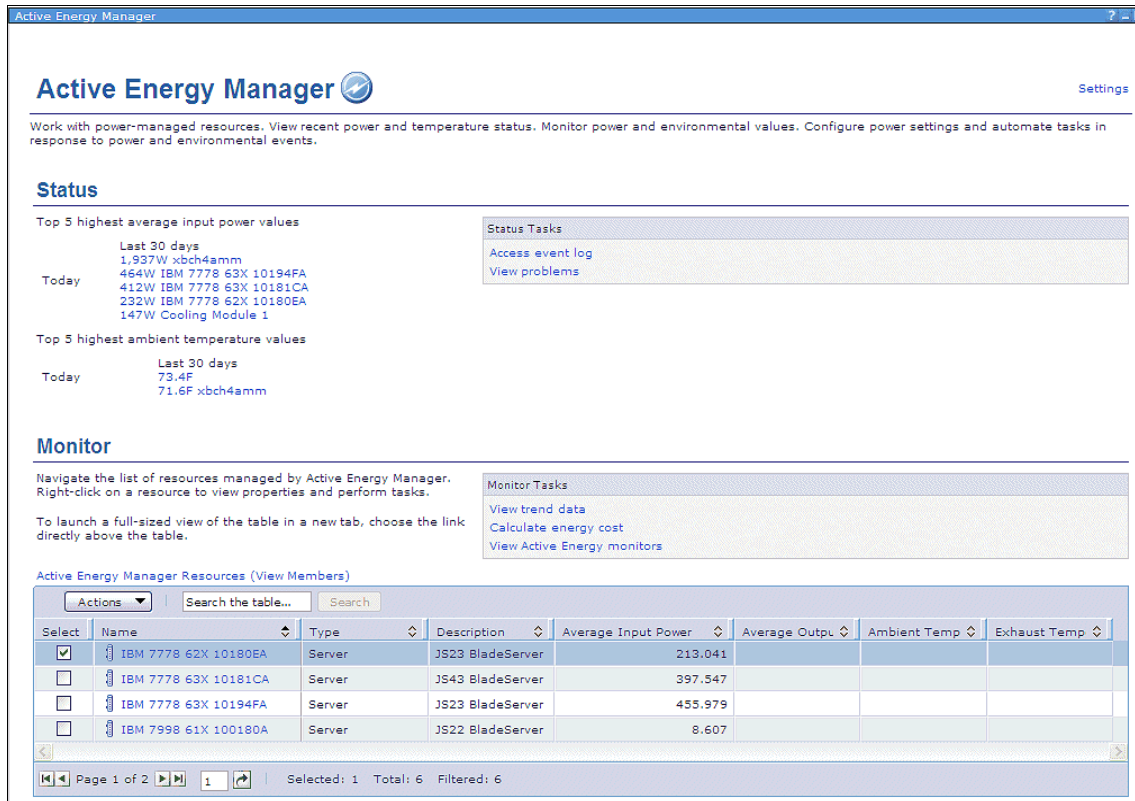 Active Energy Manager
? –
Active Energy Manager
Settings
Work with power-managed resources. View recent power and temperature status. Monitor power and environmental values. Configure power settings and automate tasks in
response to power and environmental events.
Status
Top 5 highest average input power values
Last 30 days
Today
1,937W xbch4amm
464W IBM 7778 63X 10194FA
412W IBM 7778 63X 10181CA
232W IBM 7778 62X 10180EA
147W Cooling Module 1
Status Tasks
Access event log
View problems
Top 5 highest ambient temperature values
Last 30 days
Today
73.4F
71.6F xbch4amm
Monitor
Navigate the list of resources managed by Active Energy Manager.
Right-click on a resource to view properties and perform tasks.
To launch a full-sized view of the table in a new tab, choose the link
directly above the table.
Monitor Tasks
View trend data
Calculate energy cost
View Active Energy monitors
Active Energy Manager Resources (View Members)
Actions Search the table... Search
Select Name Type Description Average Input Power Average Outpu Ambient Temp Exhaust Temp
IBM 7778 62X 10180EA Server JS23 BladeServer 213.041
IBM 7778 63X 10181CA Server JS43 BladeServer 397.547
IBM 7778 63X 10194FA Server JS23 BladeServer 455.979
IBM 7998 61X 100180A Server JS22 BladeServer 8.607
Page 1 of 2 1 Selected: 1 Total: 6 Filtered: 6